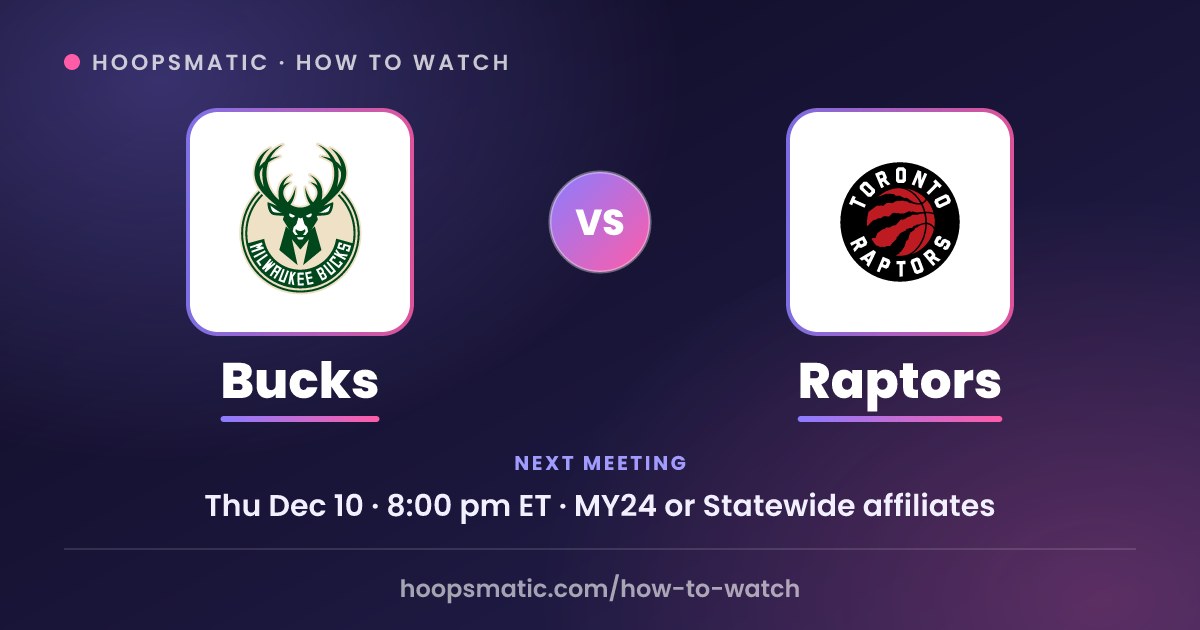 HOOPSMATIC · HOW TO WATCH
MILWAUKEE BUCKS
VS
TORONTO
RAPTORS
Bucks
Raptors
NEXT MEETING
Thu Dec 10 · 8:00 pm ET · MY24 or Statewide affiliates
hoopsmatic.com/how-to-watch